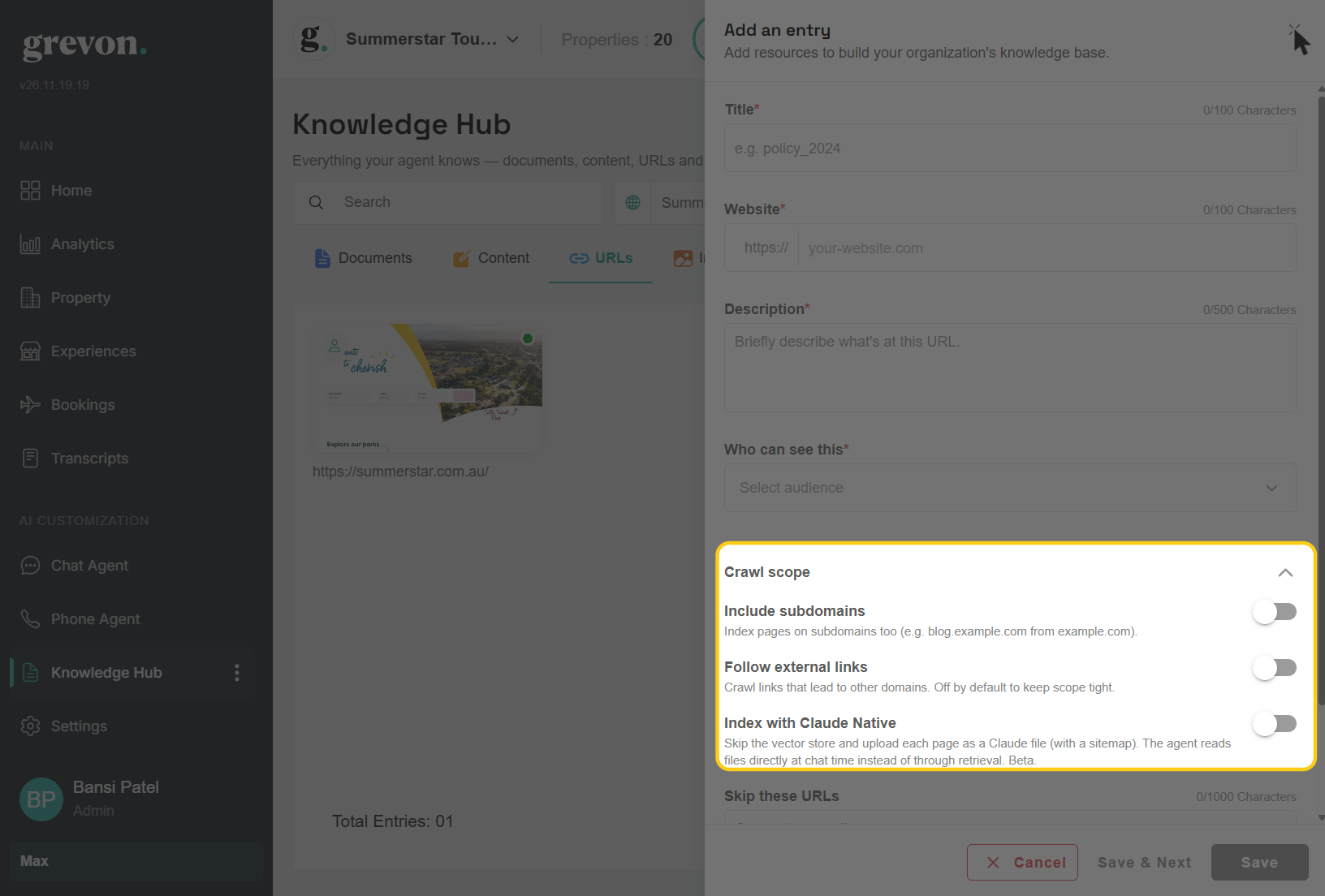 grevon.
v26.11.19.19
MAIN
Home
Analytics
Property
Experiences
Bookings
Transcripts
AI CUSTOMIZATION
Chat Agent
Phone Agent
Knowledge Hub
Settings
BP
Bansi Patel
Admin
Max
g.
Summerstar Tou...
Properties : 20
Knowledge Hub
Everything your agent knows — documents, content, URLs and
Search
Summ
Documents
Content
URLs
to cherish
Explore our parks
https://summerstar.com.au/
Total Entries: 01
Add an entry
Add resources to build your organization's knowledge base.
Title*
0/100 Characters
e.g. policy_2024
Website*
0/100 Characters
https://
your-website.com
Description*
0/500 Characters
Briefly describe what's at this URL.
Who can see this*
Select audience
Crawl scope
Include subdomains
Index pages on subdomains too (e.g. blog.example.com from example.com).
Follow external links
Crawl links that lead to other domains. Off by default to keep scope tight.
Index with Claude Native
Skip the vector store and upload each page as a Claude file (with a sitemap). The agent reads
files directly at chat time instead of through retrieval. Beta.
Skip these URLs
0/1000 Characters
Cancel
Save & Next
Save